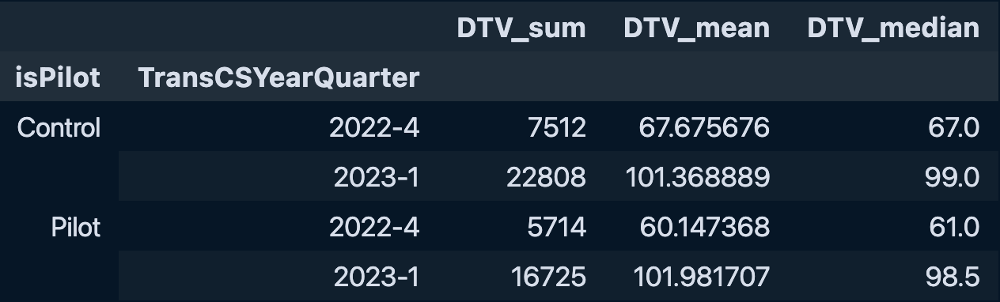 DTV_sum DTV_mean DTV_median
isPilot TransCSYearQuarter
Control 2022-4 7512 67.675676 67.0
2023-1 22808 101.368889 99.0
Pilot 2022-4 5714 60.147368 61.0
2023-1 16725 101.981707 98.5